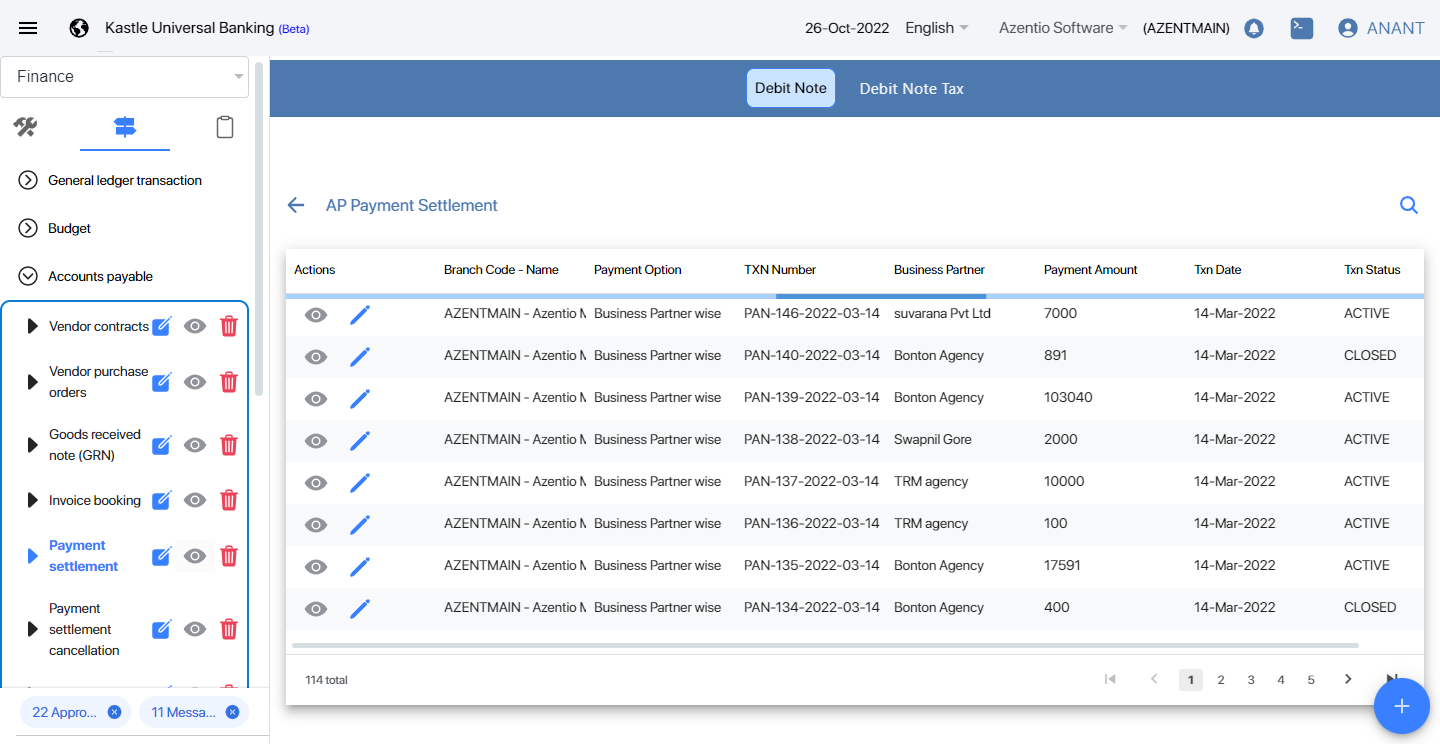 Kastle Universal Banking (Beta)
26-Oct-2022 English Azentio Software (AZENTMAIN) ANANT
Finance
General ledger transaction
Budget
Accounts payable
Vendor contracts
Vendor purchase
orders
Goods received
note (GRN)
Invoice booking
Payment
settlement
Payment
settlement
cancellation
22 Appro... 11 Messa...
Debit Note Debit Note Tax
AP Payment Settlement
Actions Branch Code - Name Payment Option TXN Number Business Partner Payment Amount Txn Date Txn Status
AZENTMAIN - Azentio M Business Partner wise PAN-146-2022-03-14 suvarana Pvt Ltd 7000 14-Mar-2022 ACTIVE
AZENTMAIN - Azentio M Business Partner wise PAN-140-2022-03-14 Bonton Agency 891 14-Mar-2022 CLOSED
AZENTMAIN - Azentio M Business Partner wise PAN-139-2022-03-14 Bonton Agency 103040 14-Mar-2022 ACTIVE
AZENTMAIN - Azentio M Business Partner wise PAN-138-2022-03-14 Swapnil Gore 2000 14-Mar-2022 ACTIVE
AZENTMAIN - Azentio M Business Partner wise PAN-137-2022-03-14 TRM agency 10000 14-Mar-2022 ACTIVE
AZENTMAIN - Azentio M Business Partner wise PAN-136-2022-03-14 TRM agency 100 14-Mar-2022 ACTIVE
AZENTMAIN - Azentio M Business Partner wise PAN-135-2022-03-14 Bonton Agency 17591 14-Mar-2022 ACTIVE
AZENTMAIN - Azentio M Business Partner wise PAN-134-2022-03-14 Bonton Agency 400 14-Mar-2022 CLOSED
114 total 1 2 3 4 5